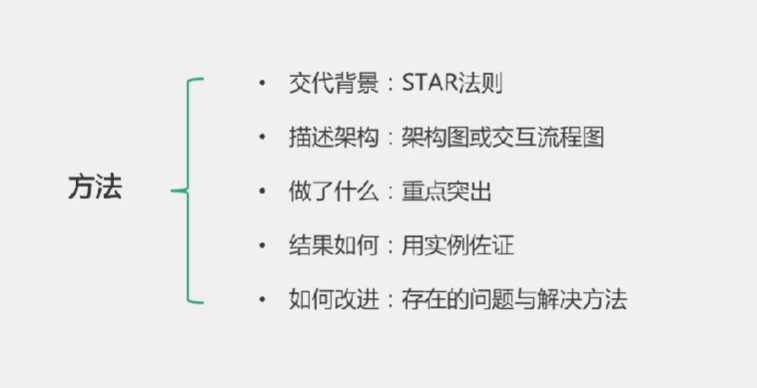 方法
• 交代背景：STAR法则
• 描述架构：架构图或交互流程图
• 做了什么：重点突出
• 结果如何：用实例佐证
• 如何改进：存在的问题与解决方法